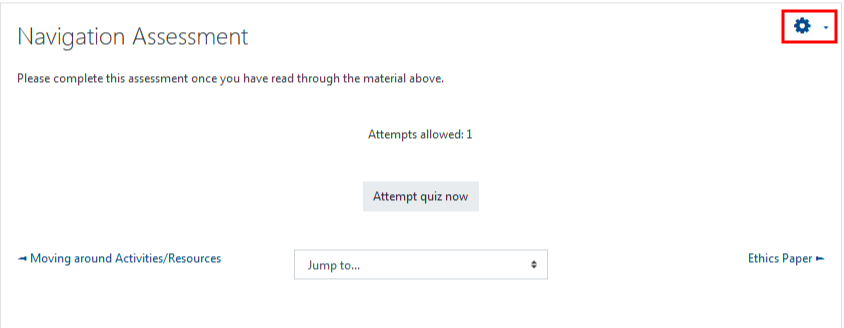 Navigation Assessment
Please complete this assessment once you have read through the material above.
Attempts allowed: 1
Attempt quiz now
◄ Moving around Activities/Resources
Jump to...
Ethics Paper ►